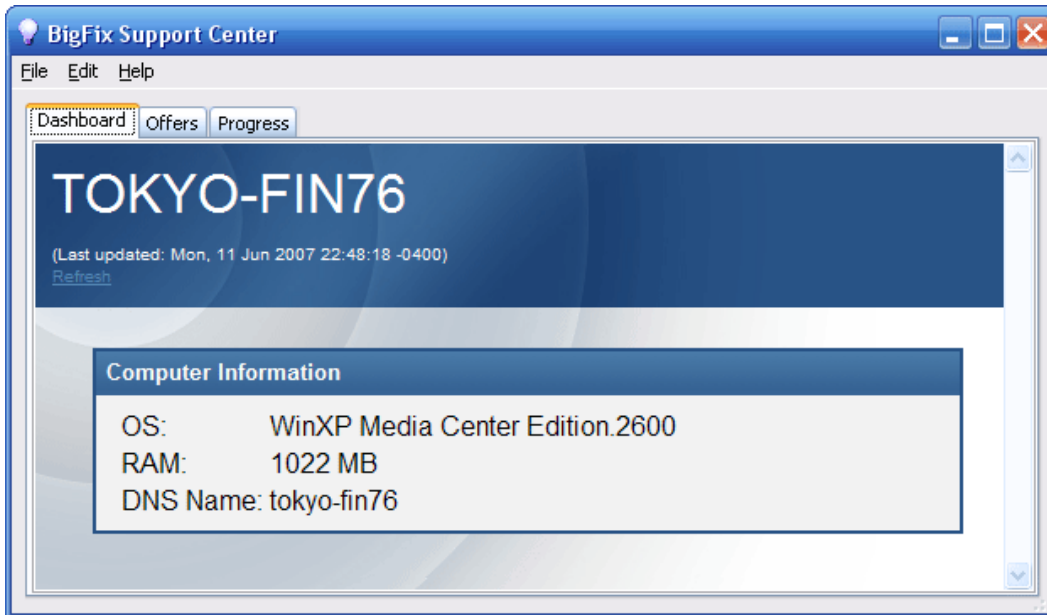 BigFix Support Center
File Edit Help
Dashboard Offers Progress
TOKYO-FIN76
(Last updated: Mon, 11 Jun 2007 22:48:18 -0400)
Refresh
Computer Information
OS: WinXP Media Center Edition.2600
RAM: 1022 MB
DNS Name: tokyo-fin76